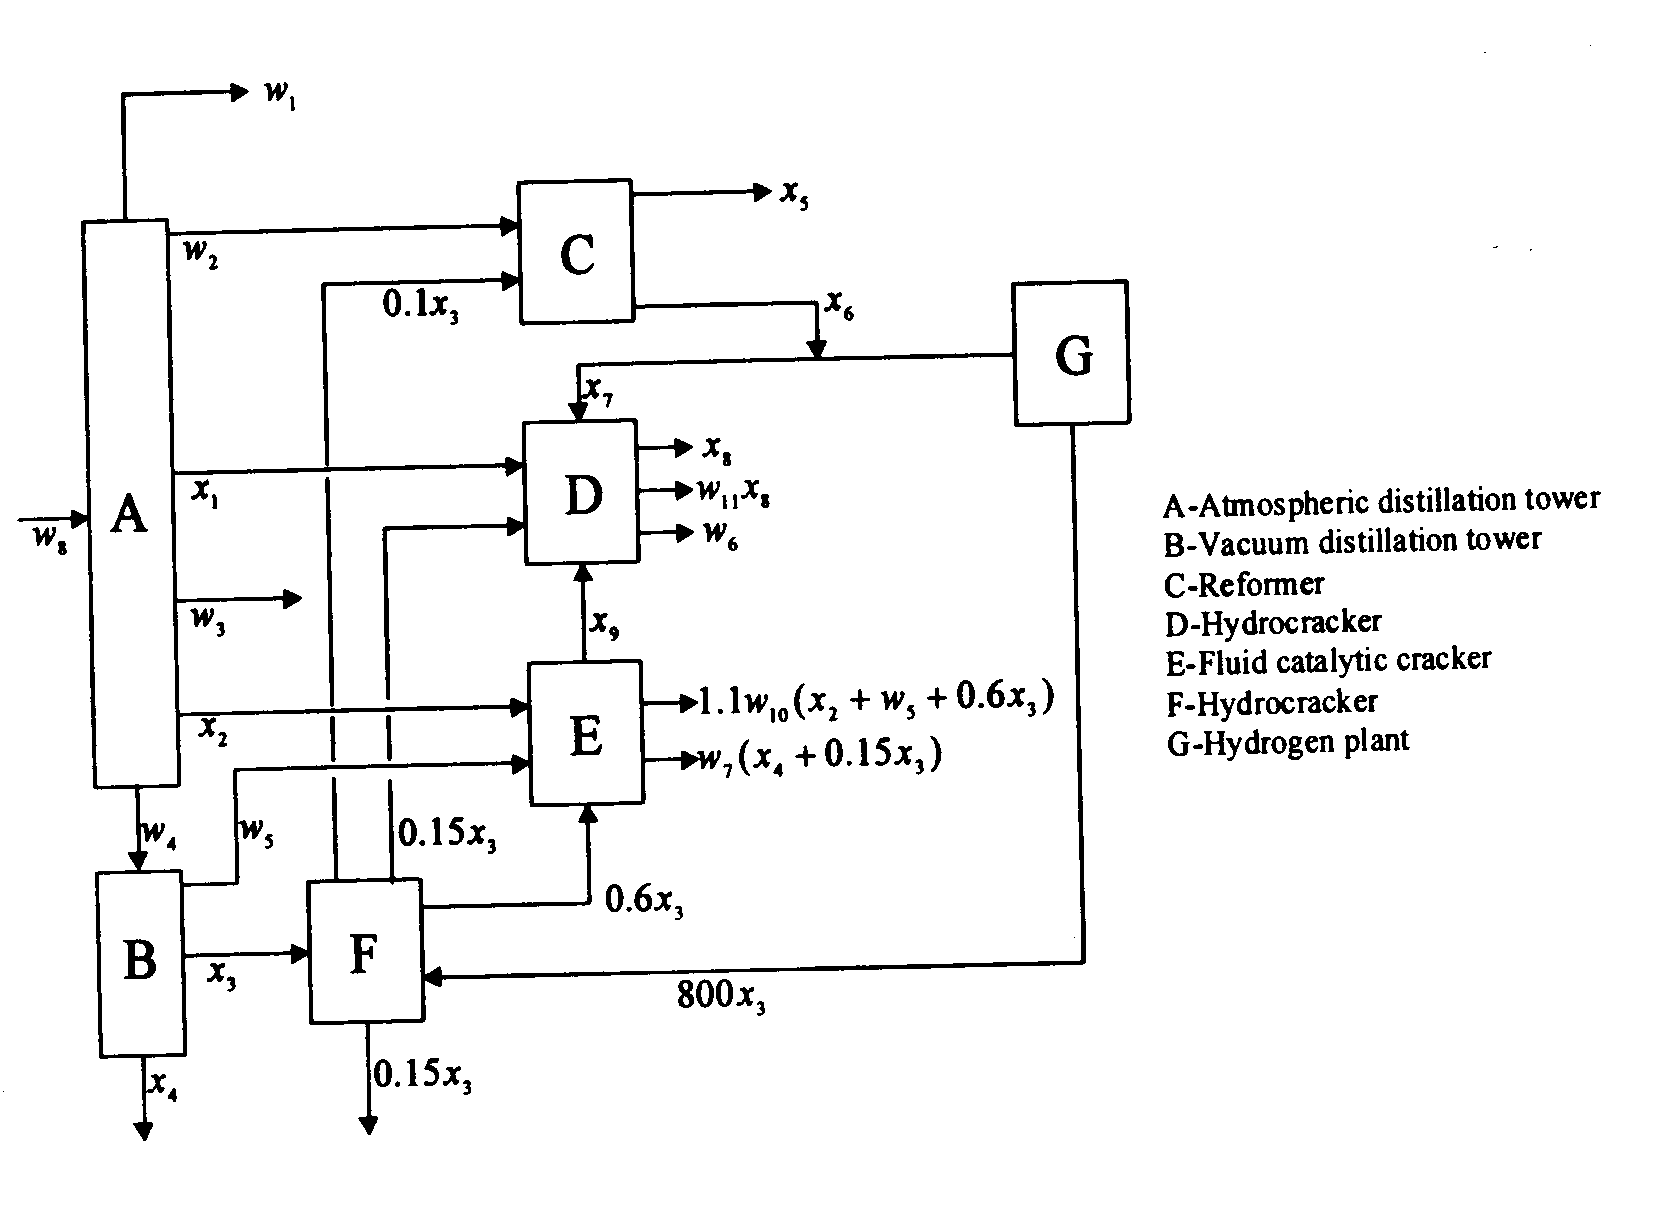 w₁
x₅
w₂
C
0.1x₃
x₆
G
x₇
x₈
x₁
D
w₁₁x₈
A
w₈
w₆
w₃
x₉
x₂
E
1.1w₁₀(x₂ + w₅ + 0.6x₃)
w₇(x₄ + 0.15x₃)
w₄
w₅
0.15x₃
0.6x₃
B
x₃
F
800x₃
x₄
0.15x₃
A-Atmospheric distillation tower
B-Vacuum distillation tower
C-Reformer
D-Hydrocracker
E-Fluid catalytic cracker
F-Hydrocracker
G-Hydrogen plant